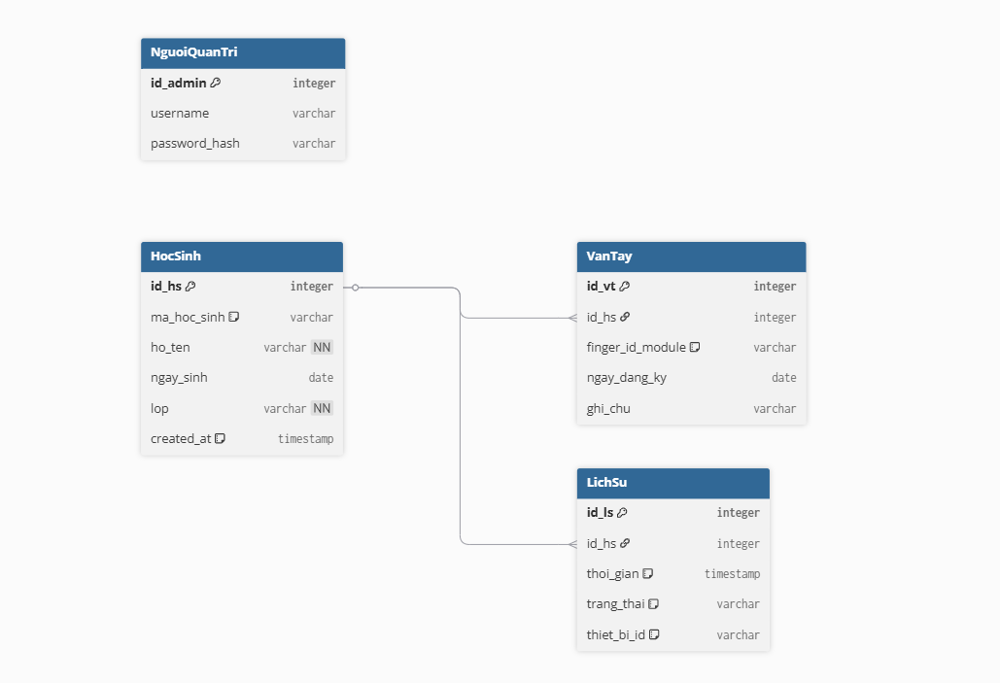 NguoiQuanTri
id_admin integer
username varchar
password_hash varchar
HocSinh
id_hs integer
ma_hoc_sinh varchar
ho_ten varchar NN
ngay_sinh date
lop varchar NN
created_at timestamp
VanTay
id_vt integer
id_hs integer
finger_id_module varchar
ngay_dang_ky date
ghi_chu varchar
LichSu
id_ls integer
id_hs integer
thoi_gian timestamp
trang_thai varchar
thiet_bi_id varchar